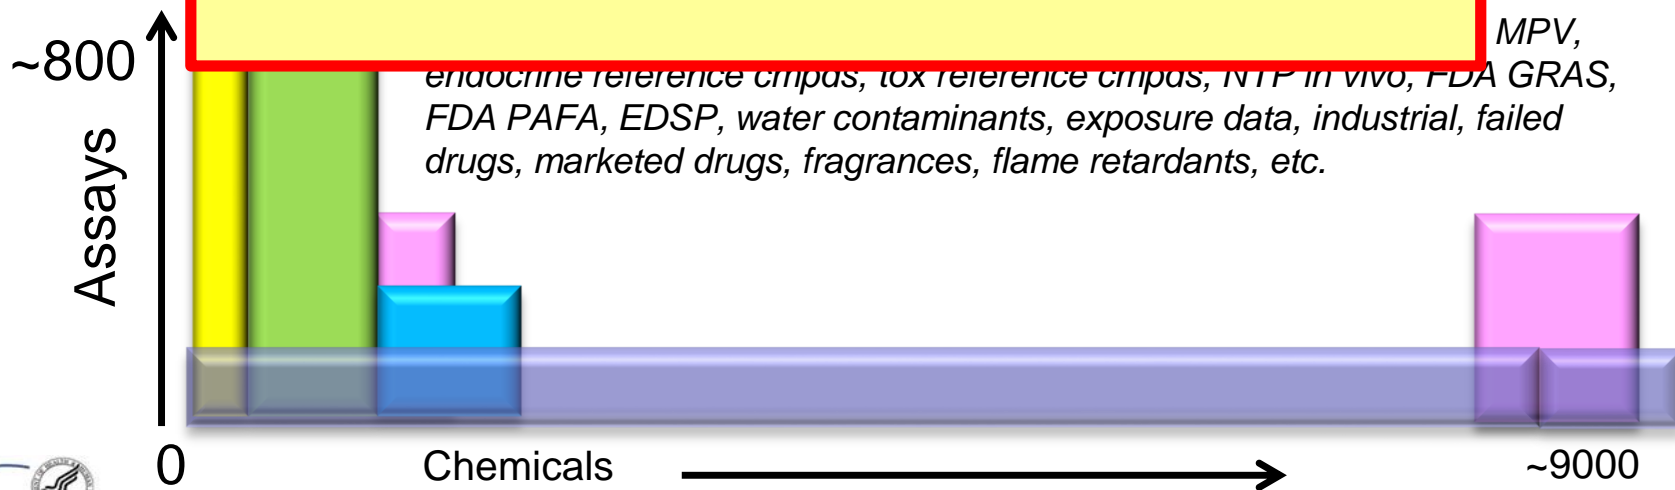 ~800
MPV,
endocrine reference cmpds, tox reference cmpds, NTP in vivo, FDA GRAS,
FDA PAFA, EDSP, water contaminants, exposure data, industrial, failed
drugs, marketed drugs, fragrances, flame retardants, etc.
Assays
0
Chemicals
~9000